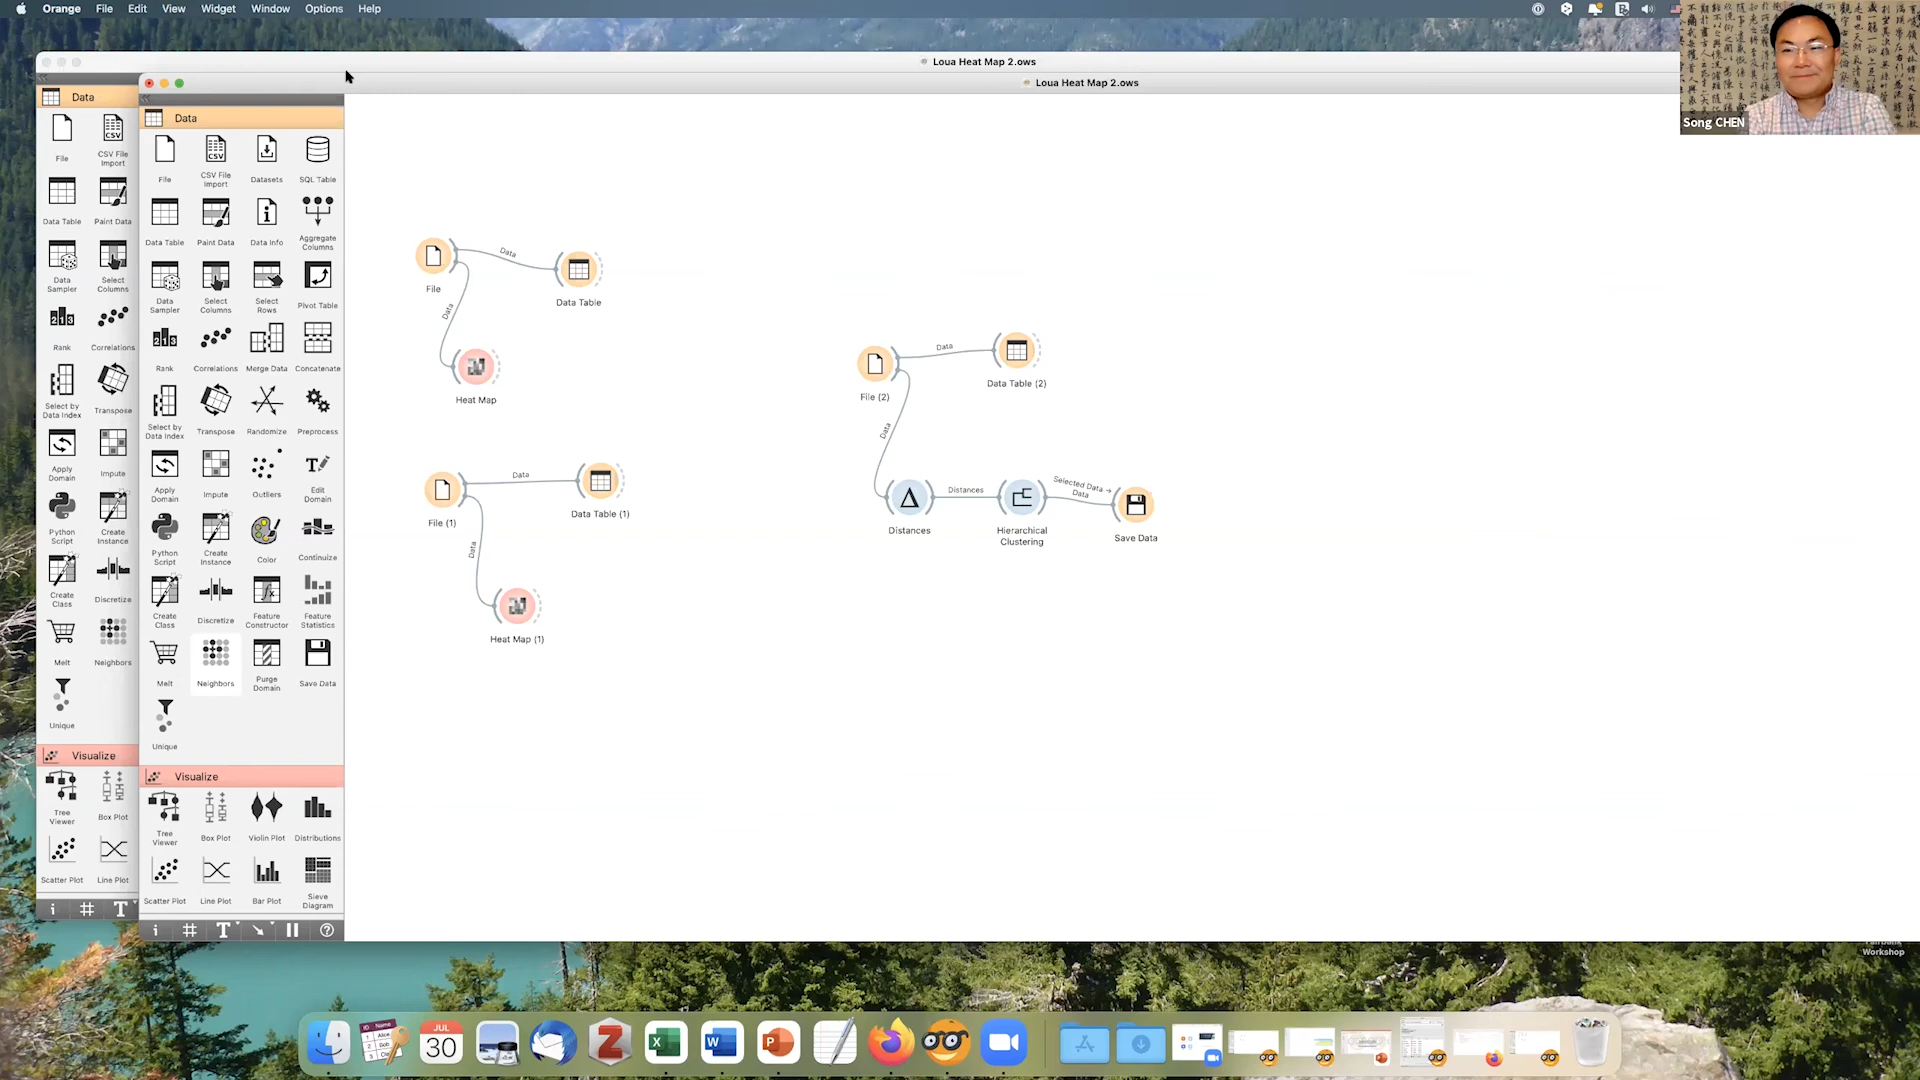 Orange File Edit View Widget Window Options Help
Loua Heat Map 2.ows
Loua Heat Map 2.ows
Song CHEN
Data
File
CSV File
Import
Data Table
Paint Data
Data
Sampler
Select
Columns
Rank
Correlations
Select by
Data Index
Transpose
Apply
Domain
Impute
Python
Script
Create
Instance
Create
Class
Discretize
Melt
Neighbors
Unique
Visualize
Tree
Viewer
Box Plot
Scatter Plot
Line Plot
Data
File
CSV File
Import
Datasets
SQL Table
Data Table
Paint Data
Data Info
Aggregate
Columns
Data
Sampler
Select
Columns
Select
Rows
Pivot Table
Rank
Correlations
Merge Data
Concatenate
Select by
Data Index
Transpose
Randomize
Preprocess
Apply
Domain
Impute
Outliers
Edit
Domain
Python
Script
Create
Instance
Color
Continuize
Create
Class
Discretize
Feature
Constructor
Feature
Statistics
Melt
Neighbors
Purge
Domain
Save Data
Unique
Visualize
Tree
Viewer
Box Plot
Violin Plot
Distributions
Scatter Plot
Line Plot
Bar Plot
Sieve
Diagram
File
Data
Data Table
Data
Heat Map
File (1)
Data
Data Table (1)
Data
Heat Map (1)
File (2)
Data
Data Table (2)
Data
Distances
Distances
Hierarchical
Clustering
Selected Data →
Data
Save Data
Workshop
JUL
30